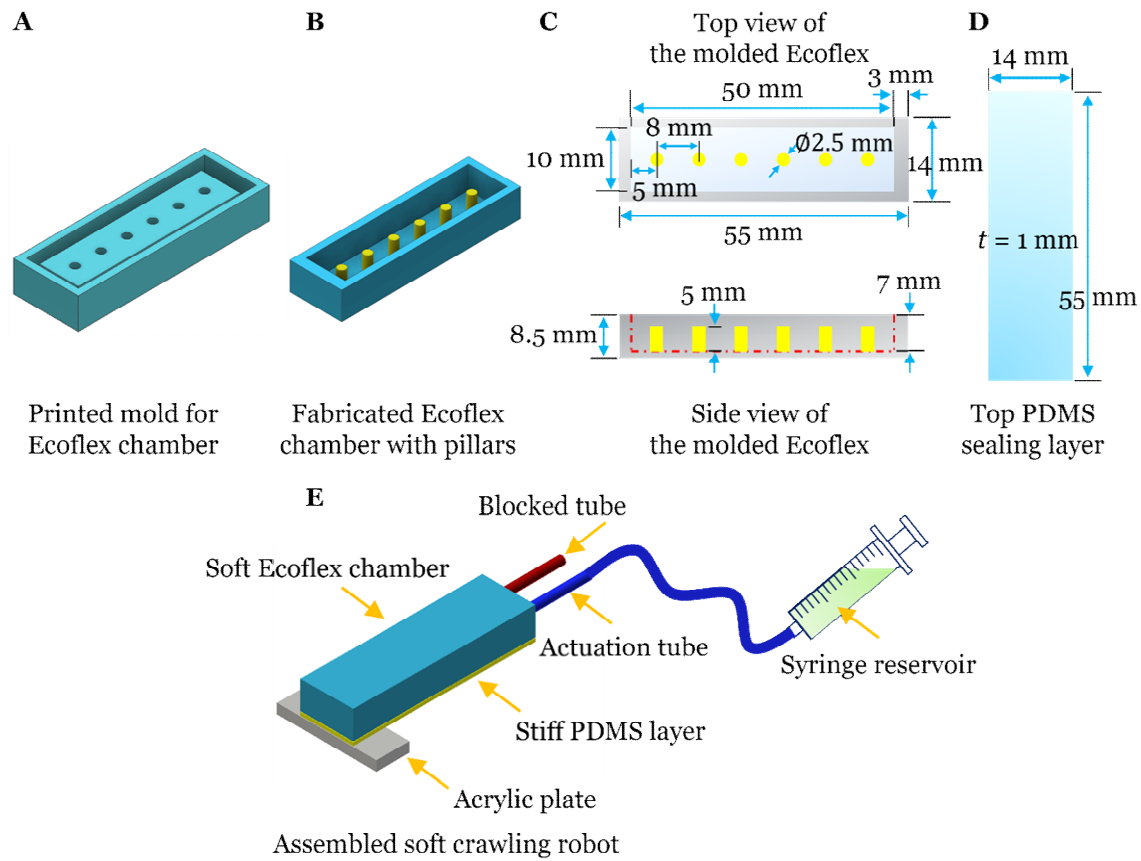 A
B
C
D
Top view of
the molded Ecoflex
14 mm
3 mm
50 mm
8 mm
Ø2.5 mm
10 mm
14 mm
5 mm
55 mm
t = 1 mm
55 mm
5 mm
7 mm
8.5 mm
Printed mold for
Ecoflex chamber
Fabricated Ecoflex
chamber with pillars
Side view of
the molded Ecoflex
Top PDMS
sealing layer
E
Blocked tube
Soft Ecoflex chamber
Actuation tube
Syringe reservoir
Stiff PDMS layer
Acrylic plate
Assembled soft crawling robot